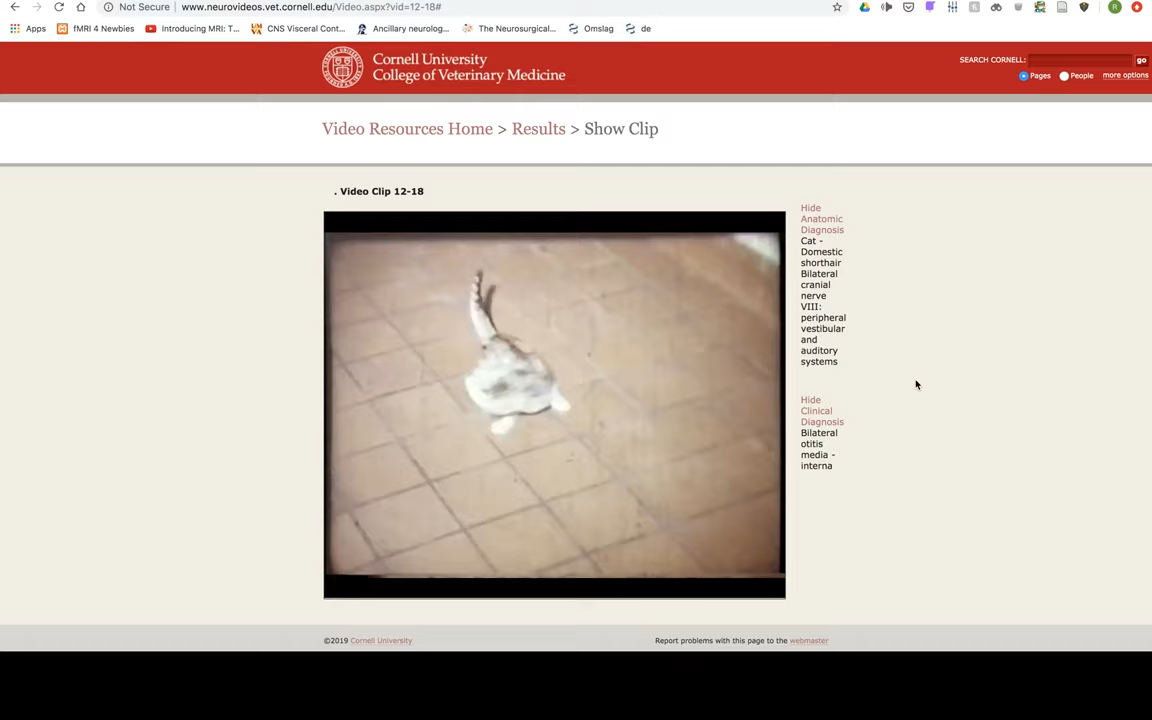 Not Secure | www.neurovideos.vet.cornell.edu/Video.aspx?vid=12-18#
Apps fMRI 4 Newbies Introducing MRI: T... CNS Visceral Cont... Ancillary neurolog... The Neurosurgical... Omslag de
Cornell University
College of Veterinary Medicine
SEARCH CORNELL: go
Pages People more options
Video Resources Home > Results > Show Clip
. Video Clip 12-18
Hide
Anatomic
Diagnosis
Cat -
Domestic
shorthair
Bilateral
cranial
nerve
VIII:
peripheral
vestibular
and
auditory
systems
Hide
Clinical
Diagnosis
Bilateral
otitis
media -
interna
©2019 Cornell University
Report problems with this page to the webmaster